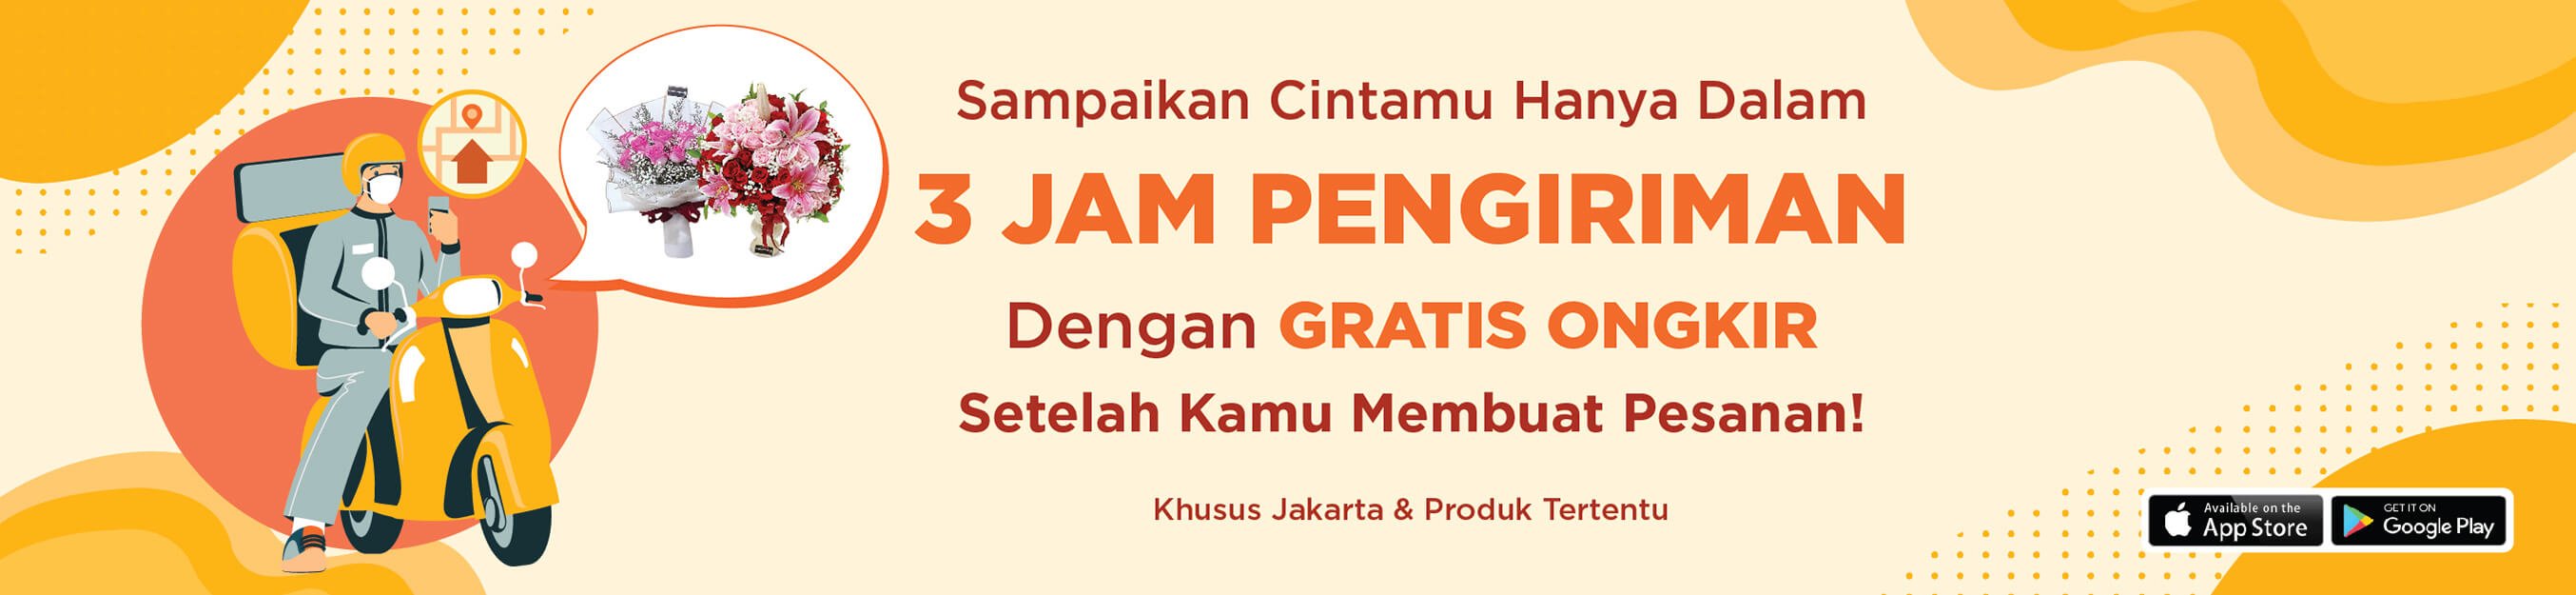 Sampaikan Cintamu Hanya Dalam
3 JAM PENGIRIMAN
Dengan GRATIS ONGKIR
Setelah Kamu Membuat Pesanan!
Khusus Jakarta & Produk Tertentu
Available on the
App Store
GET IT ON
Google Play